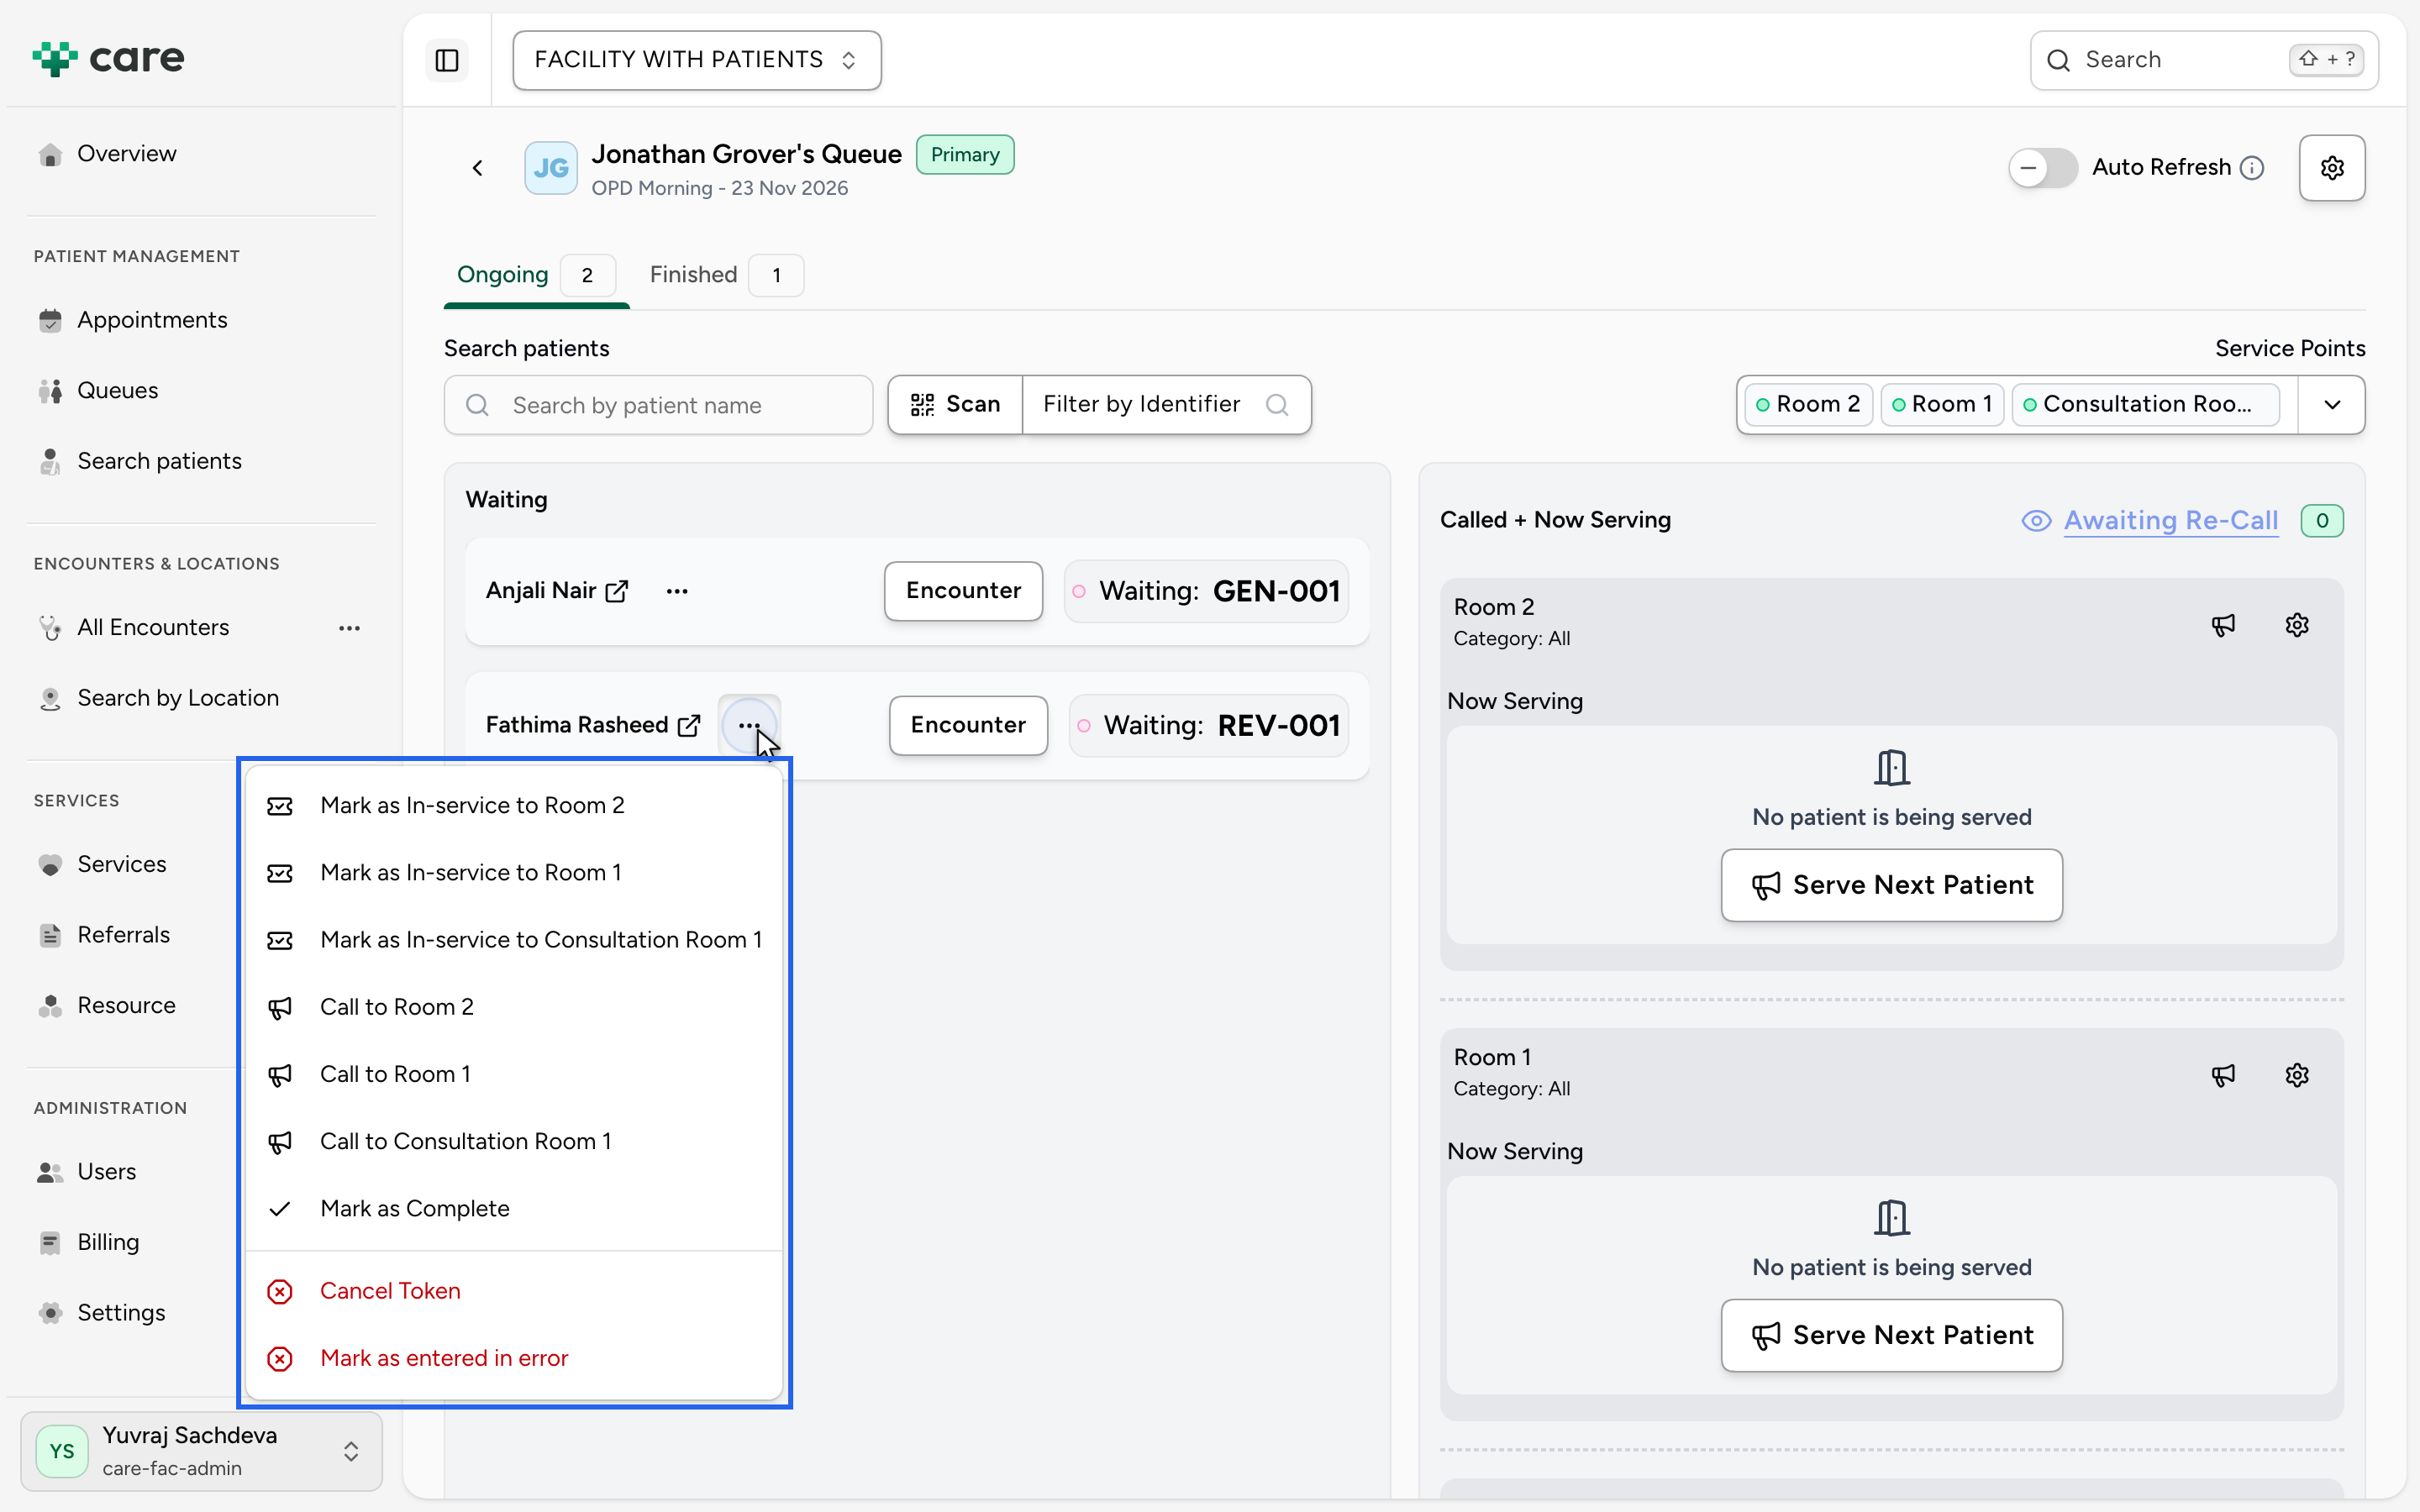 care
FACILITY WITH PATIENTS
Search
+ ?
Overview
PATIENT MANAGEMENT
Appointments
Queues
Search patients
ENCOUNTERS & LOCATIONS
All Encounters
Search by Location
SERVICES
Services
Referrals
Resource
ADMINISTRATION
Users
Billing
Settings
YS
Yuvraj Sachdeva
care-fac-admin
JG
Jonathan Grover's Queue
Primary
OPD Morning - 23 Nov 2026
Auto Refresh
Ongoing 2
Finished 1
Search patients
Search by patient name
Scan
Filter by Identifier
Service Points
Room 2
Room 1
Consultation Roo...
Waiting
Anjali Nair
Encounter
Waiting: GEN-001
Fathima Rasheed
Encounter
Waiting: REV-001
Mark as In-service to Room 2
Mark as In-service to Room 1
Mark as In-service to Consultation Room 1
Call to Room 2
Call to Room 1
Call to Consultation Room 1
Mark as Complete
Cancel Token
Mark as entered in error
Called + Now Serving
Awaiting Re-Call 0
Room 2
Category: All
Now Serving
No patient is being served
Serve Next Patient
Room 1
Category: All
Now Serving
No patient is being served
Serve Next Patient